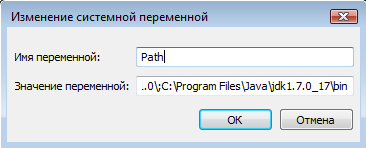 Изменение системной переменной
Имя переменной: Path
Значение переменной: ..0\;C:\Program Files\Java\jdk1.7.0_17\bin
OK Отмена